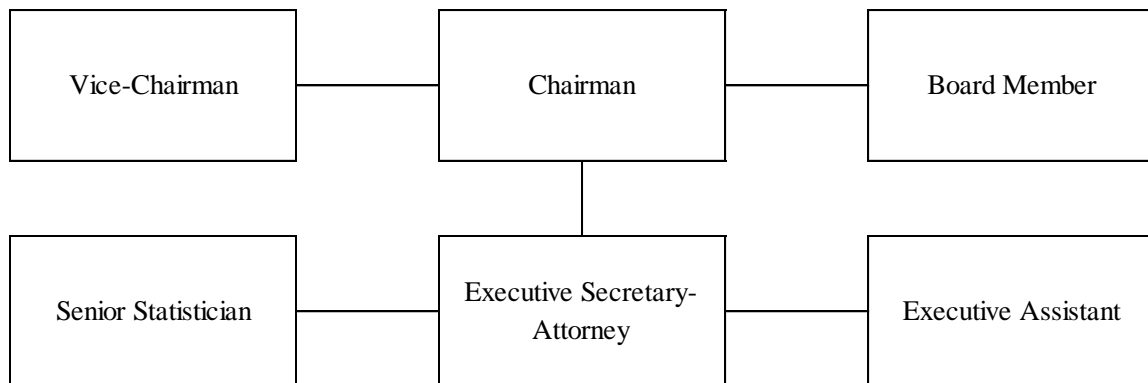 Vice-Chairman
Chairman
Board Member
Senior Statistician
Executive Secretary-
Attorney
Executive Assistant